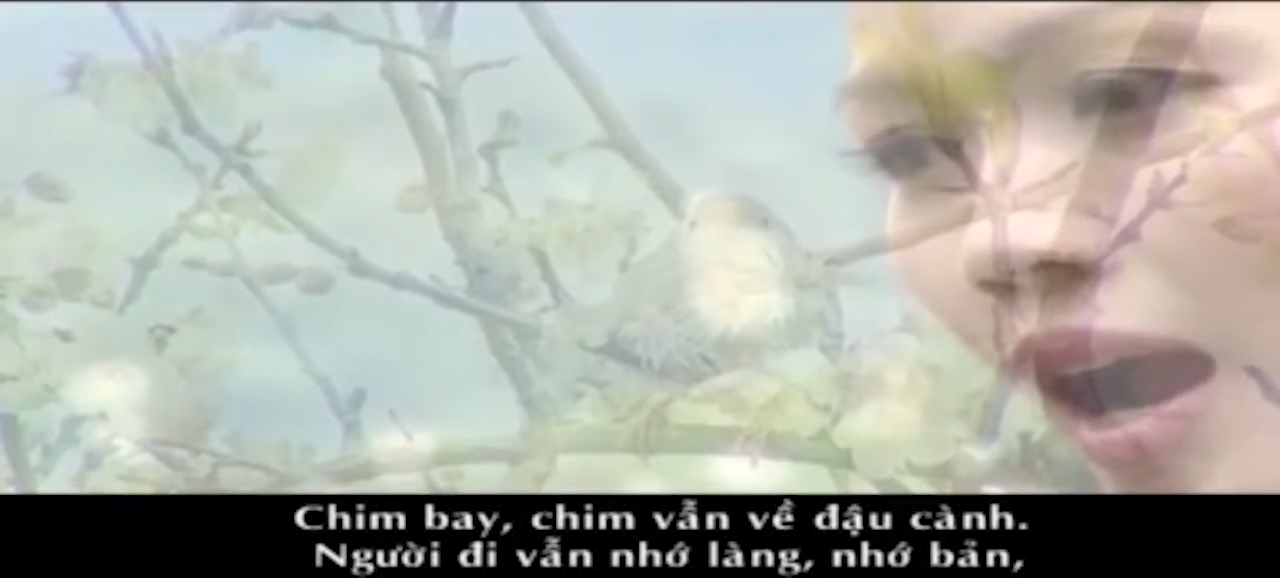 Chim bay, chim vẫn về đậu cành.
Người đi vẫn nhớ làng, nhớ bản,